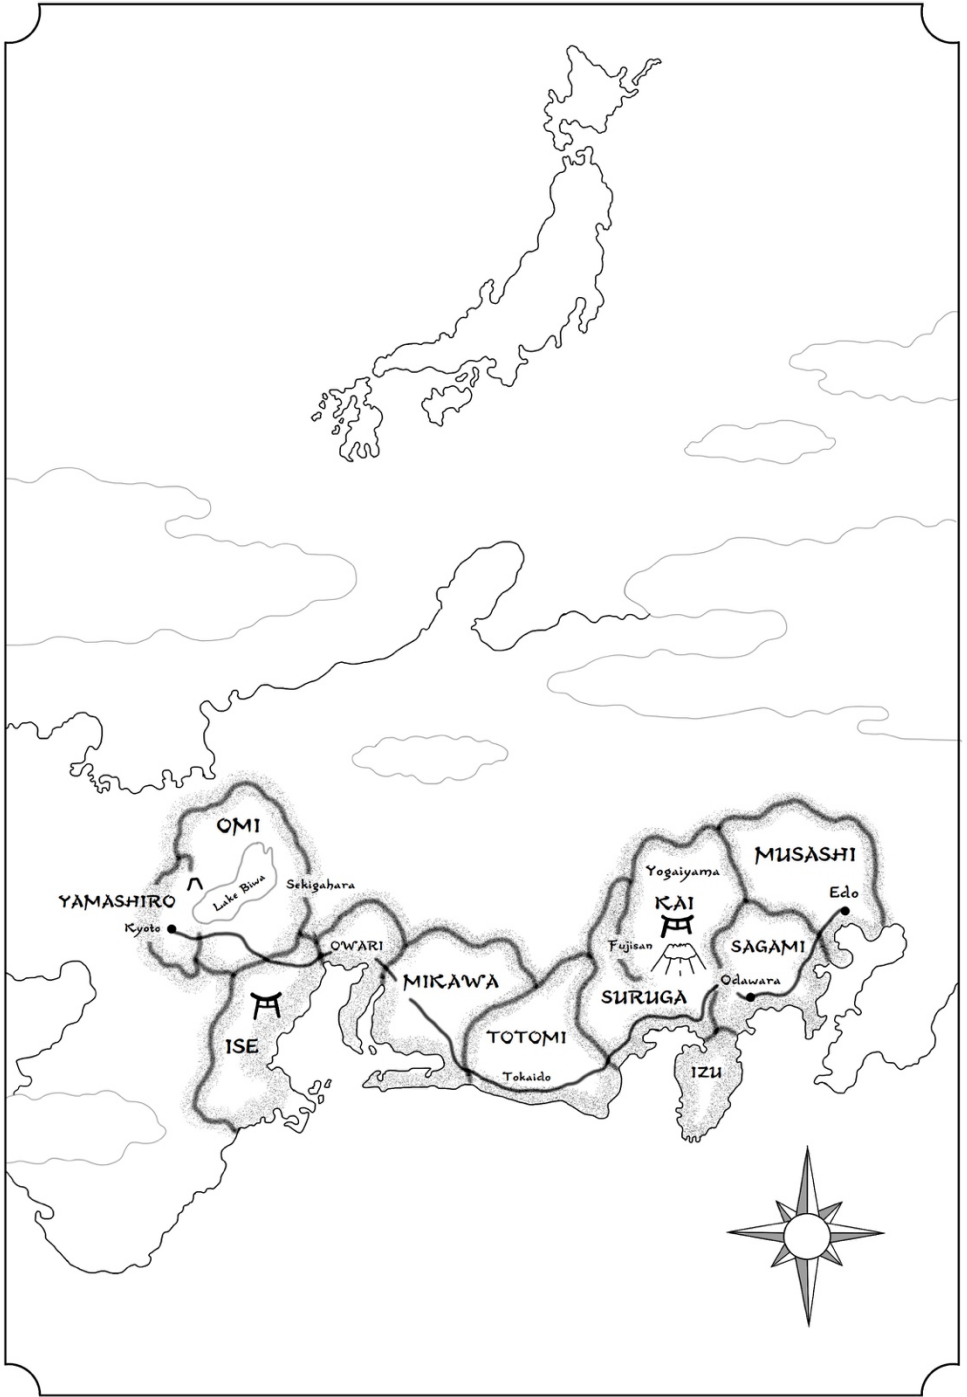 OMI
MUSASHI
Yogaiyama
Lake Biwa
Sekigahara
Edo
YAMASHIRO
KAI
Kyoto
OWARI
Fujisan
SAGAMI
MIKAWA
Odawara
SURUGA
ISE
TOTOMI
IZU
Tokaido